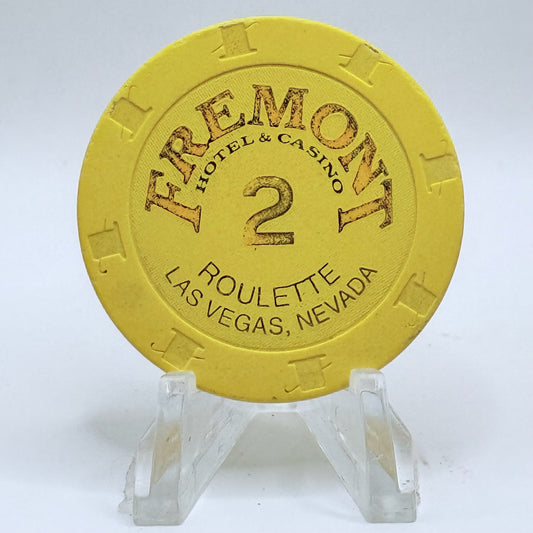 FREMONT
HOTEL & CASINO
2
ROULETTE
LAS VEGAS, NEVADA